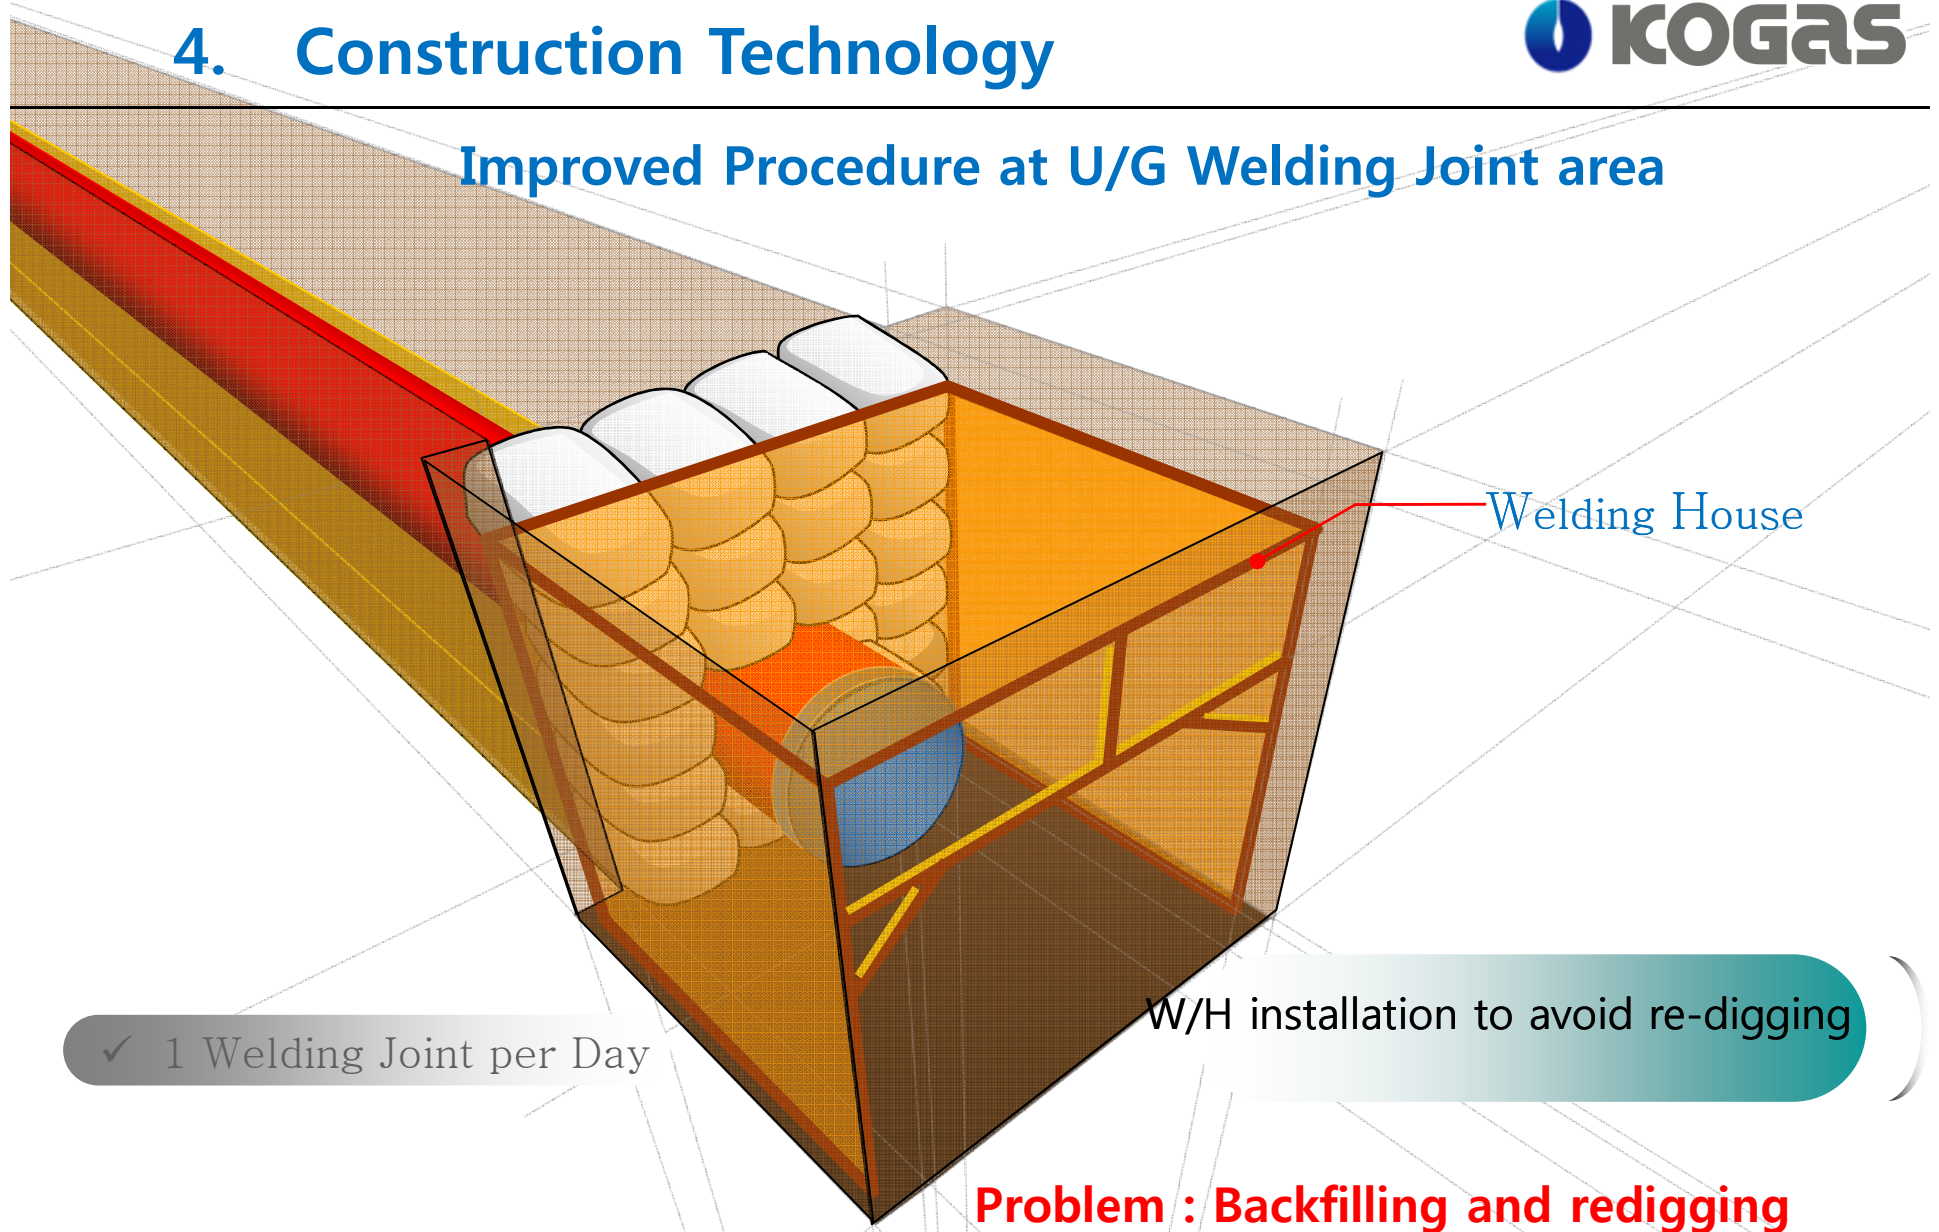 4. Construction Technology
KOGAS
Improved Procedure at U/G Welding Joint area
Welding House
W/H installation to avoid re-digging
✓ 1 Welding Joint per Day
Problem : Backfilling and redigging